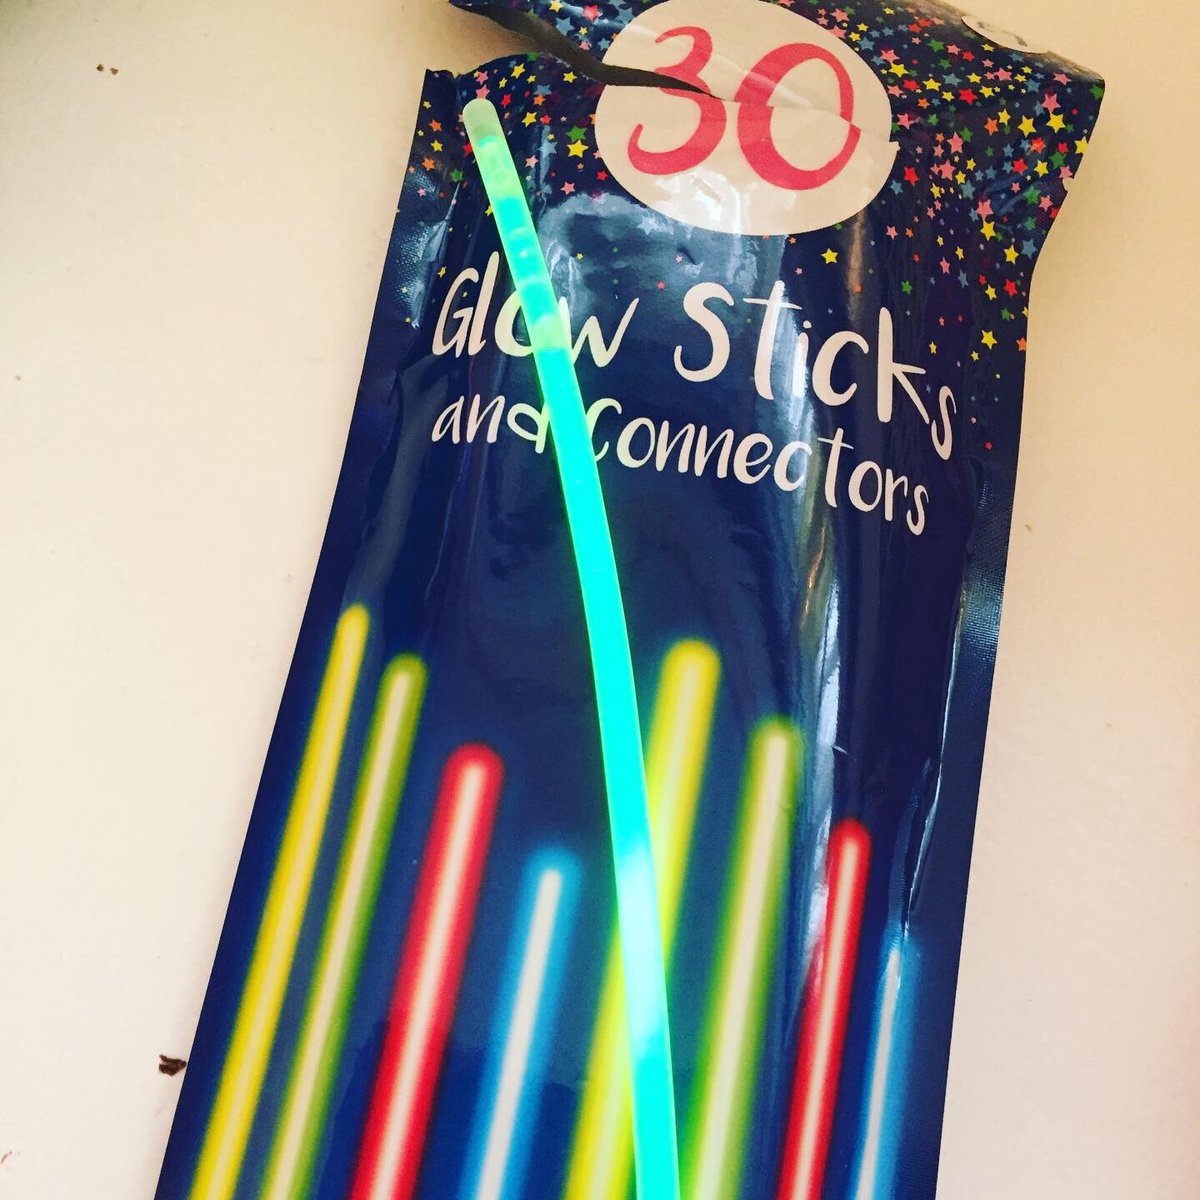 30
Glow Sticks
and Connectors